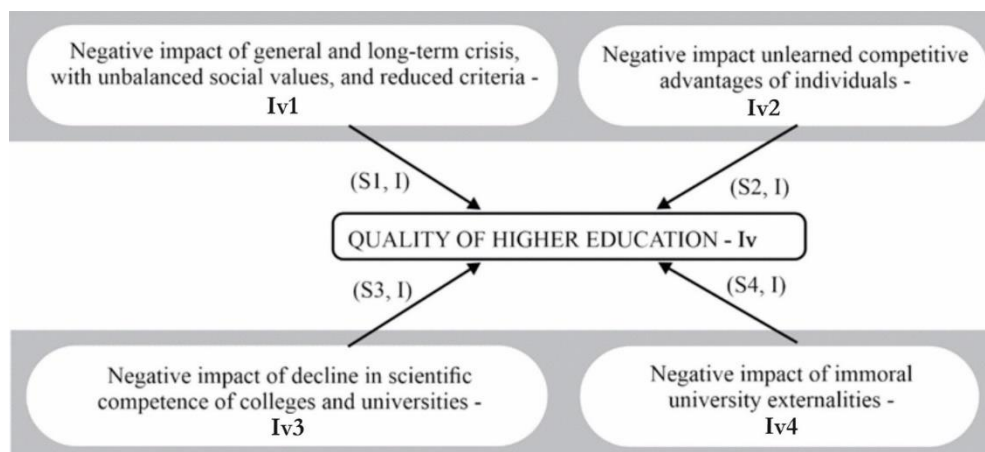 Negative impact of general and long-term crisis,
with unbalanced social values, and reduced criteria -
Iv1
Negative impact unlearned competitive
advantages of individuals -
Iv2
(S1, I)
(S2, I)
QUALITY OF HIGHER EDUCATION - Iv
(S3, I)
(S4, I)
Negative impact of decline in scientific
competence of colleges and universities -
Iv3
Negative impact of immoral
university externalities -
Iv4